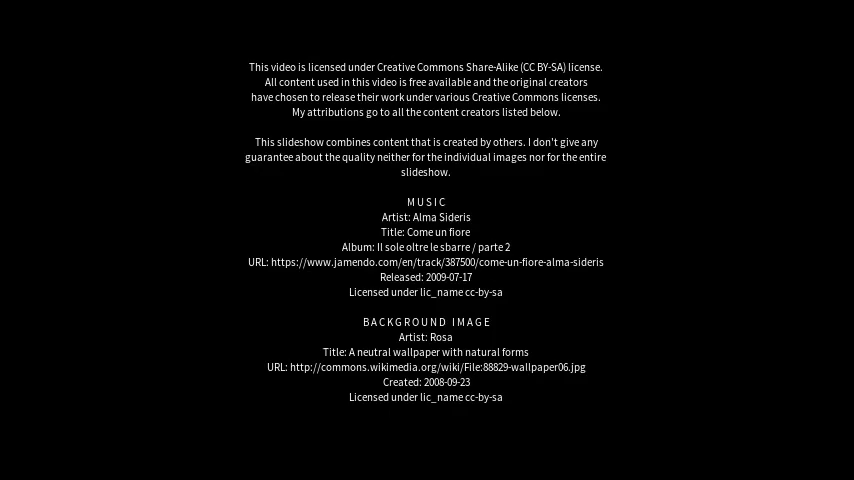 This video is licensed under Creative Commons Share-Alike (CC BY-SA) license.
All content used in this video is free available and the original creators
have chosen to release their work under various Creative Commons licenses.
My attributions go to all the content creators listed below.
This slideshow combines content that is created by others. I don't give any
guarantee about the quality neither for the individual images nor for the entire
slideshow.
MUSIC
Artist: Alma Sideris
Title: Come un fiore
Album: Il sole oltre le sbarre / parte 2
URL: https://www.jamendo.com/en/track/387500/come-un-fiore-alma-sideris
Released: 2009-07-17
Licensed under lic_name cc-by-sa
BACKGROUND IMAGE
Artist: Rosa
Title: A neutral wallpaper with natural forms
URL: http://commons.wikimedia.org/wiki/File:88829-wallpaper06.jpg
Created: 2008-09-23
Licensed under lic_name cc-by-sa